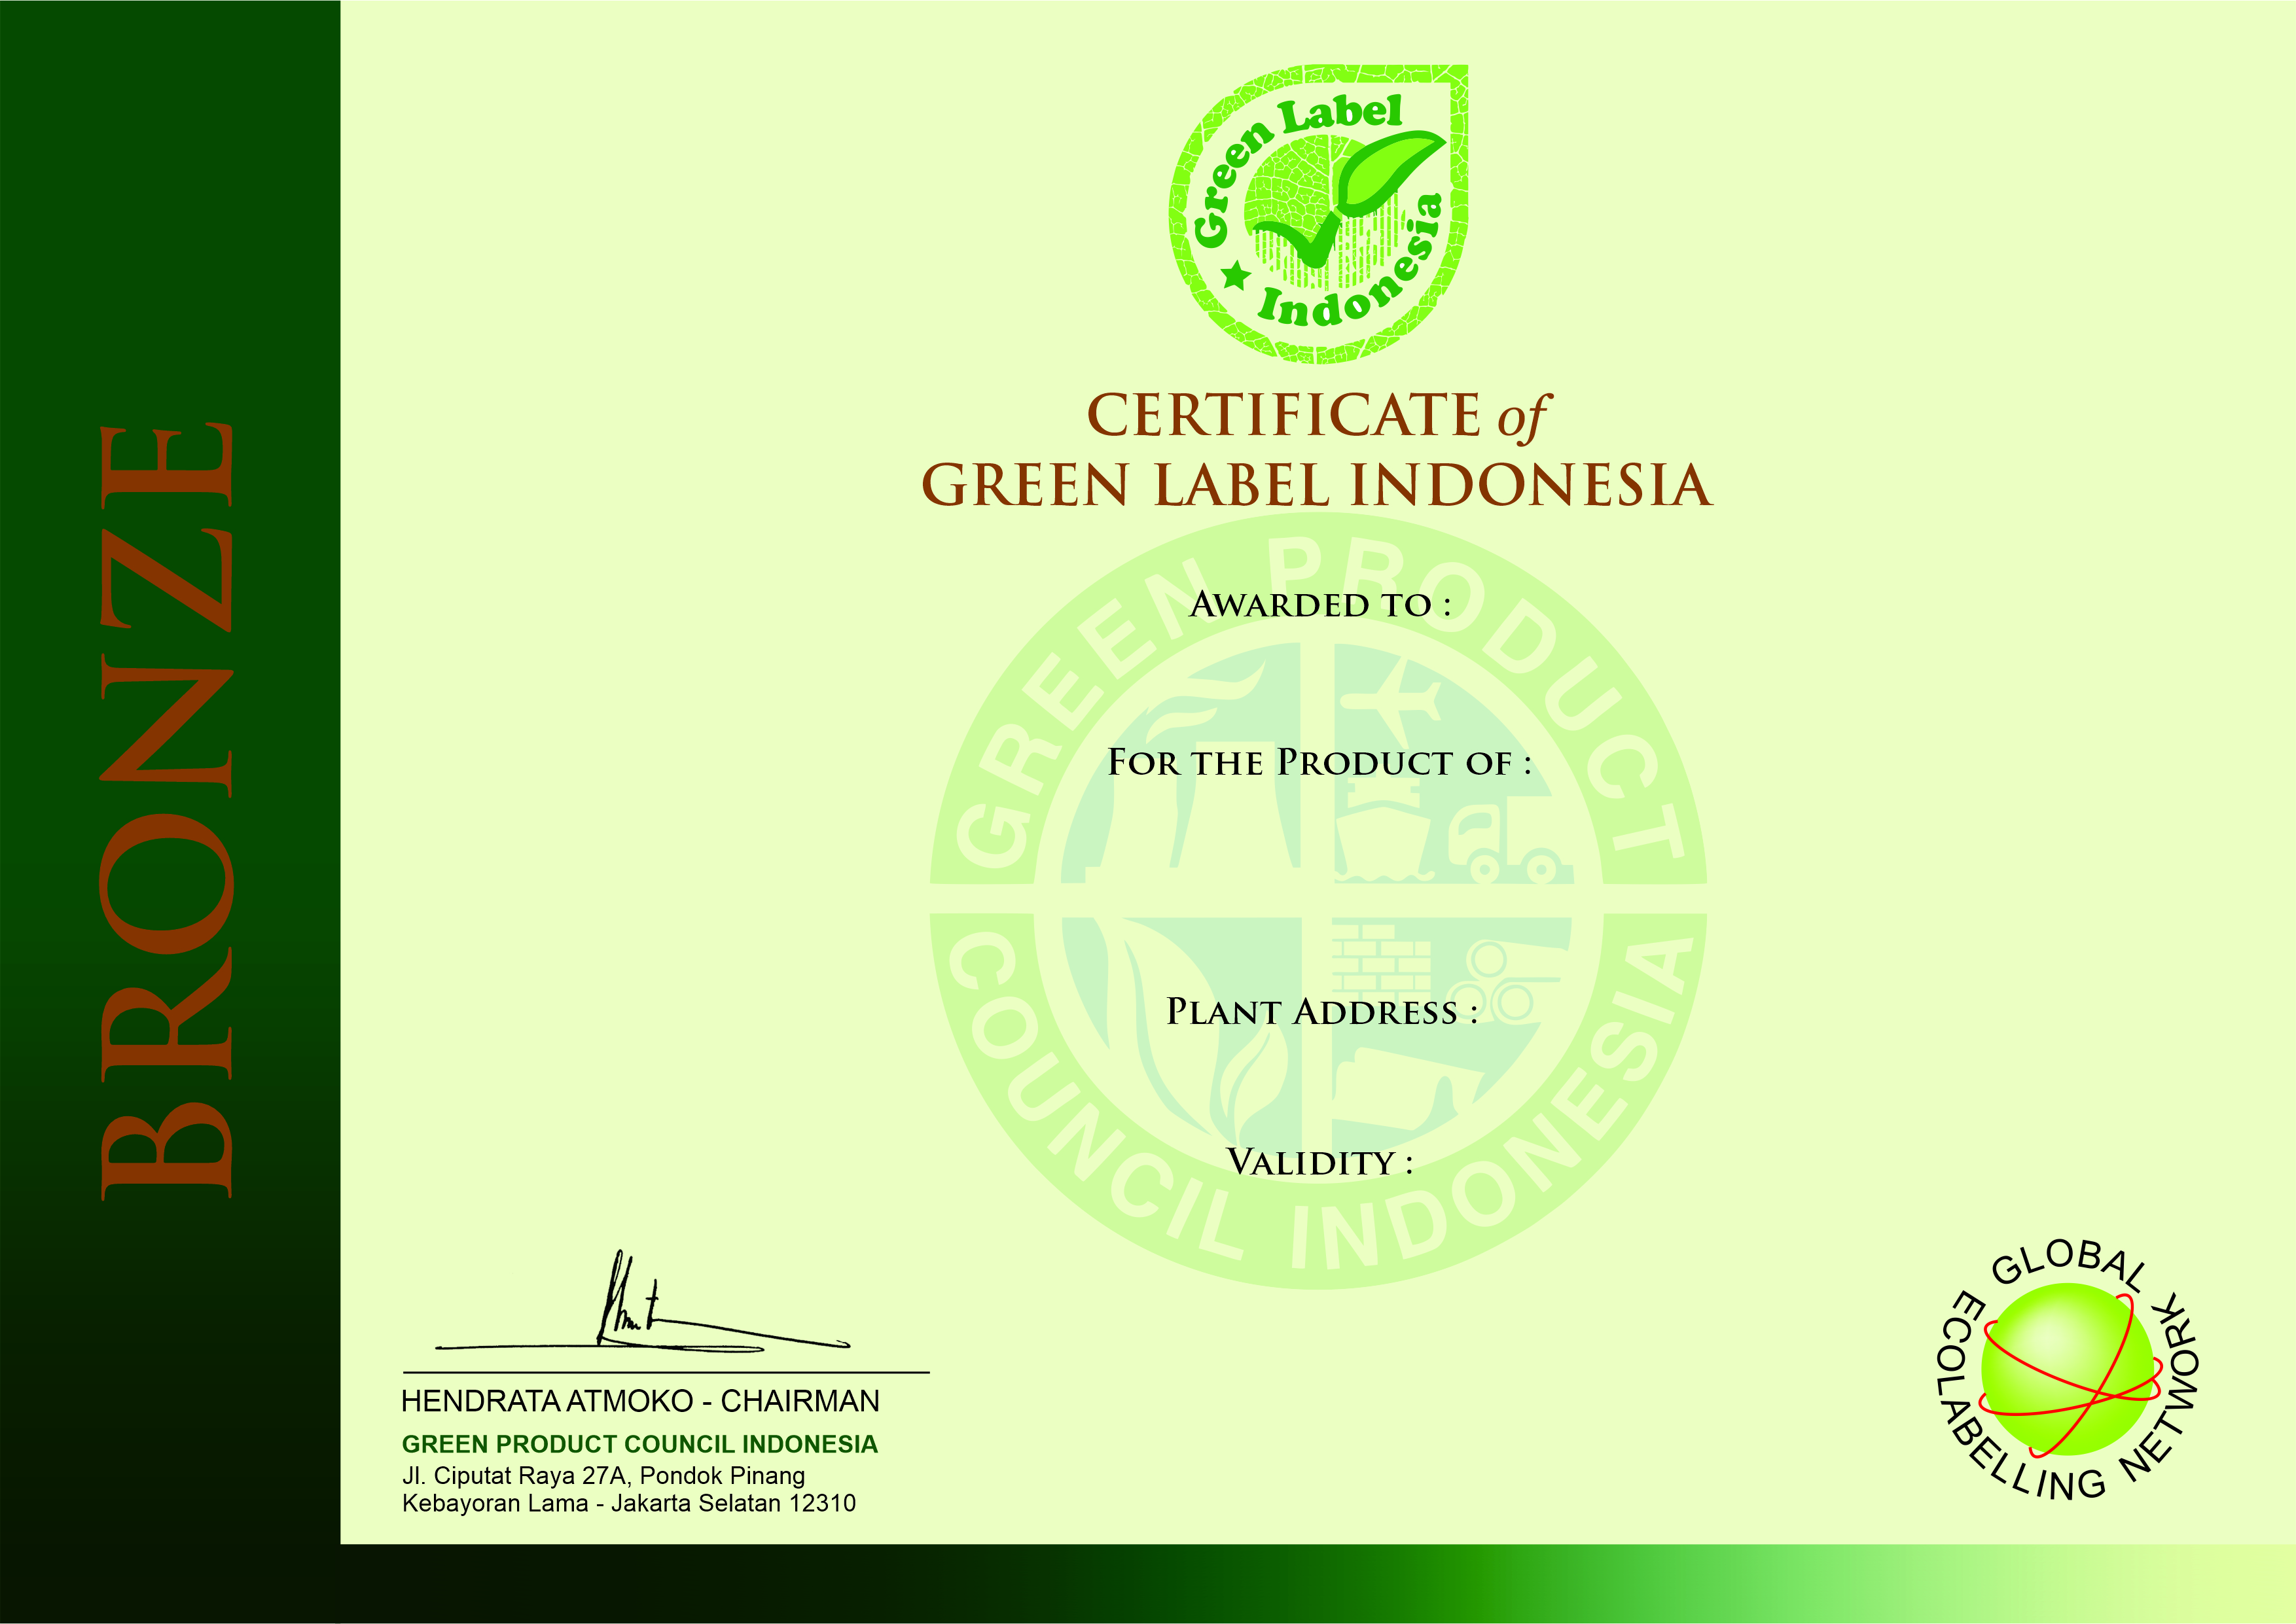 BRONZE
Green Label
Indonesia
CERTIFICATE of
GREEN LABEL INDONESIA
GREEN PRODUCT
COUNCIL INDONESIA
AWARDED TO :
FOR THE PRODUCT OF :
PLANT ADDRESS :
VALIDITY :
HENDRATA ATMOKO - CHAIRMAN
GREEN PRODUCT COUNCIL INDONESIA
Jl. Ciputat Raya 27A, Pondok Pinang
Kebayoran Lama - Jakarta Selatan 12310
GLOBAL
ECOLABELLING NETWORK